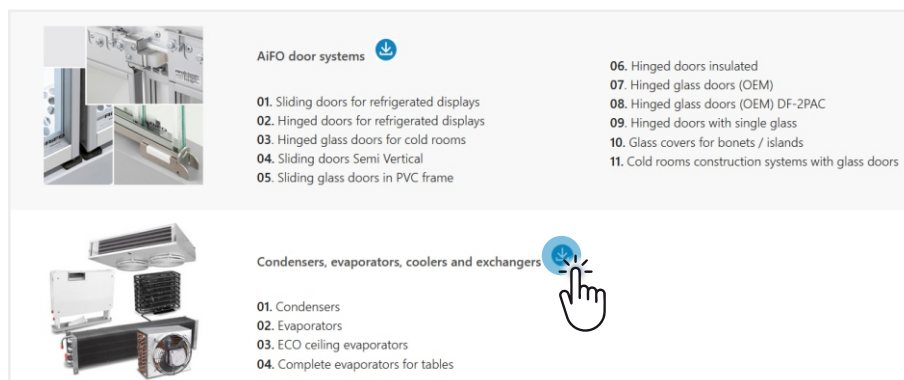 AiFO door systems
01. Sliding doors for refrigerated displays
02. Hinged doors for refrigerated displays
03. Hinged glass doors for cold rooms
04. Sliding doors Semi Vertical
05. Sliding glass doors in PVC frame
06. Hinged doors insulated
07. Hinged glass doors (OEM)
08. Hinged glass doors (OEM) DF-2PAC
09. Hinged doors with single glass
10. Glass covers for bonets / islands
11. Cold rooms construction systems with glass doors
Condensers, evaporators, coolers and exchangers
01. Condensers
02. Evaporators
03. ECO ceiling evaporators
04. Complete evaporators for tables